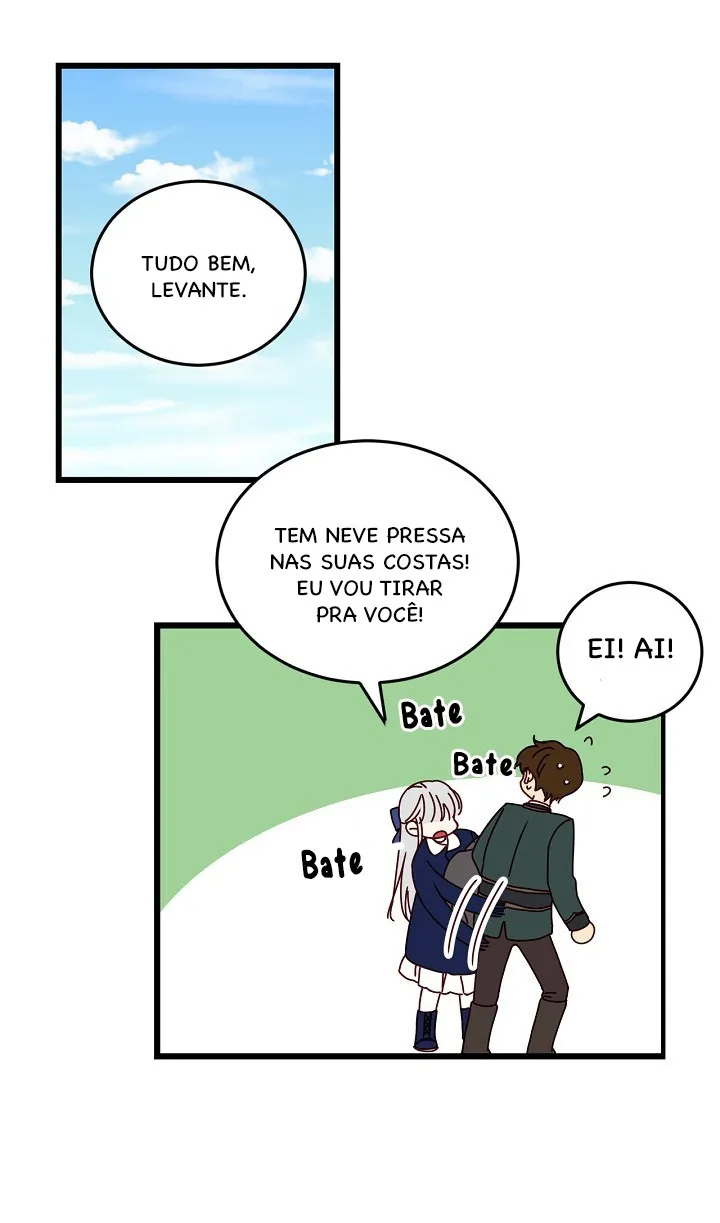 TUDO BEM,
LEVANTE.
TEM NEVE PRESSA
NAS SUAS COSTAS!
EU VOU TIRAR
PRA VOCÊ!
EI! AI!
Bate
Bate
Bate